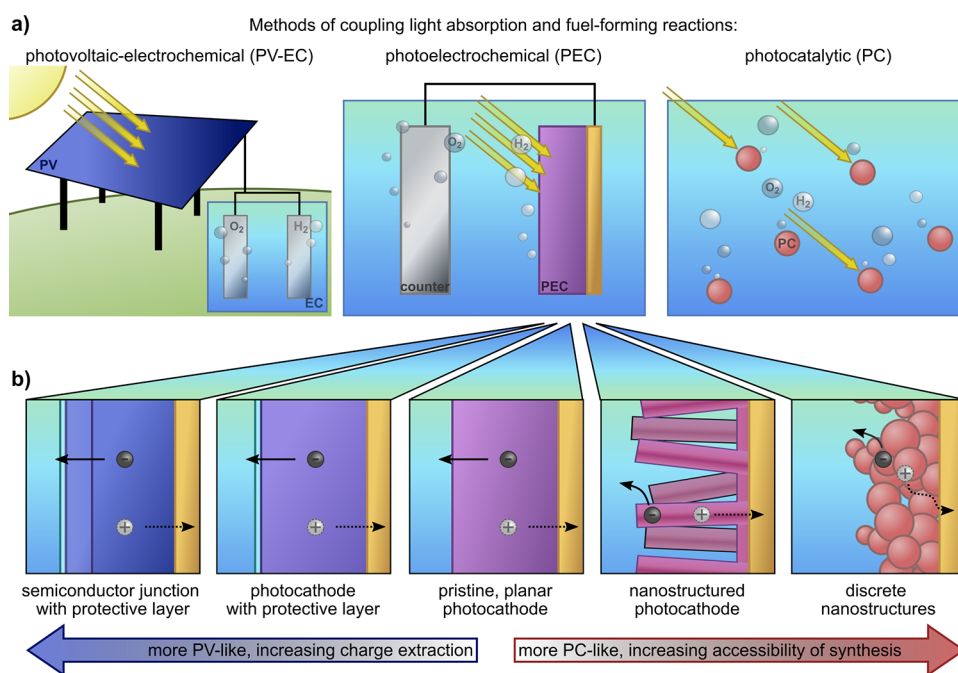 a)
Methods of coupling light absorption and fuel-forming reactions:
photovoltaic-electrochemical (PV-EC)
photoelectrochemical (PEC)
photocatalytic (PC)
PV
O₂
H₂
EC
O₂
H₂
counter
PEC
O₂
H₂
PC
b)
-
+
-
+
-
+
-
+
-
+
semiconductor junction
with protective layer
photocathode
with protective layer
pristine, planar
photocathode
nanostructured
photocathode
discrete
nanostructures
more PV-like, increasing charge extraction
more PC-like, increasing accessibility of synthesis